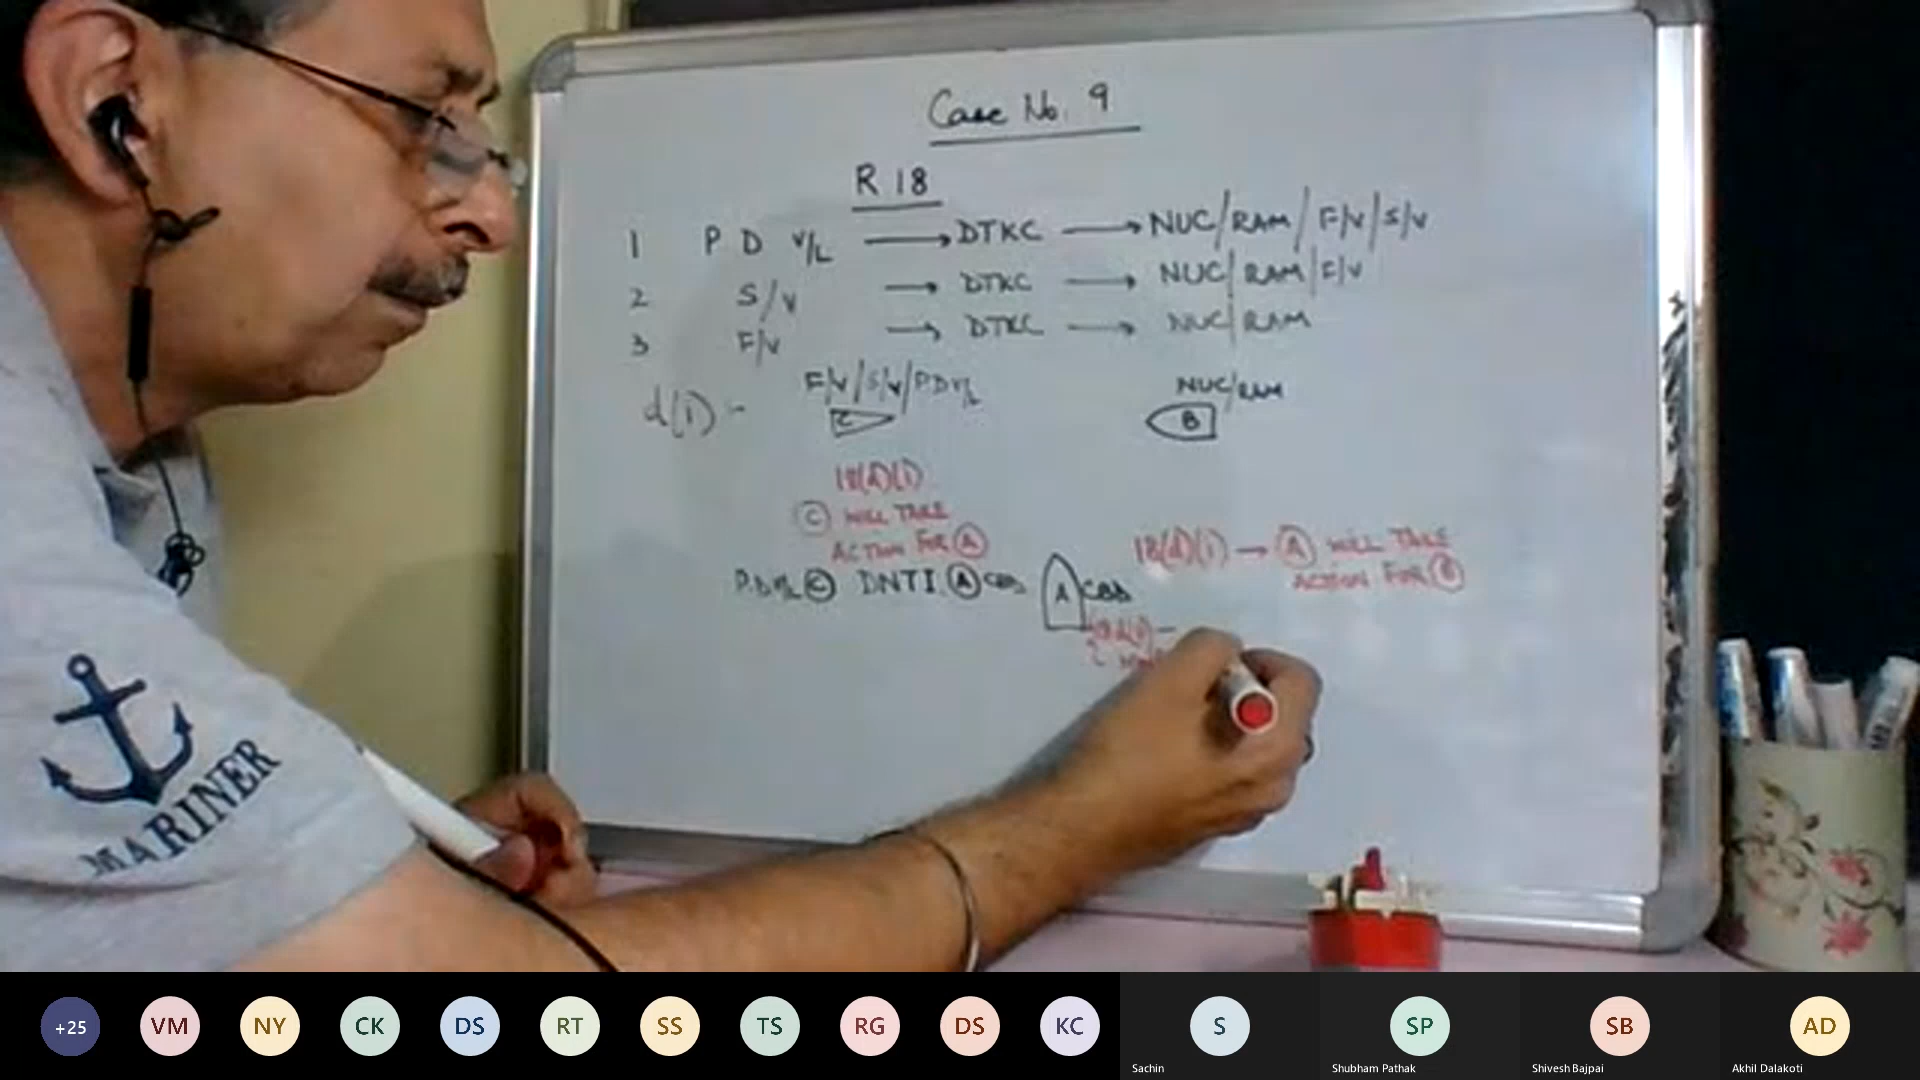 Case No. 9
R 18
1 P D V/L → DTKC → NUC/RAM/F/V/S/V
2 S/V → DTKC → NUC/RAM/F/V
3 F/V → DTKC → NUC/RAM
d(i) :-
F/V/S/V/P.D V/L
C
NUC/RAM
B
18(d)(i)
C WILL TAKE
ACTION FOR A
18(d)(i) → A WILL TAKE
ACTION FOR
P.D V/L C DNTI A CBD
A CBD
MARINER
+25
VM
NY
CK
DS
RT
SS
TS
RG
DS
KC
S
Sachin
SP
Shubham Pathak
SB
Shivesh Bajpai
AD
Akhil Dalakoti